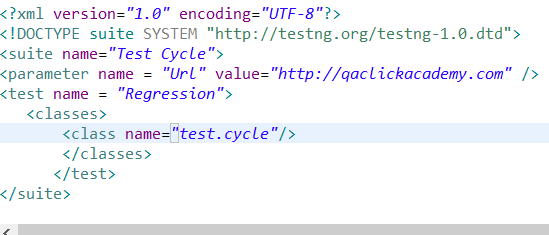 <?xml version="1.0" encoding="UTF-8"?>
<!DOCTYPE suite SYSTEM "http://testng.org/testng-1.0.dtd">
<suite name="Test Cycle">
<parameter name = "Url" value="http://qaclickacademy.com" />
<test name = "Regression">
<classes>
<class name="test.cycle"/>
</classes>
</test>
</suite>